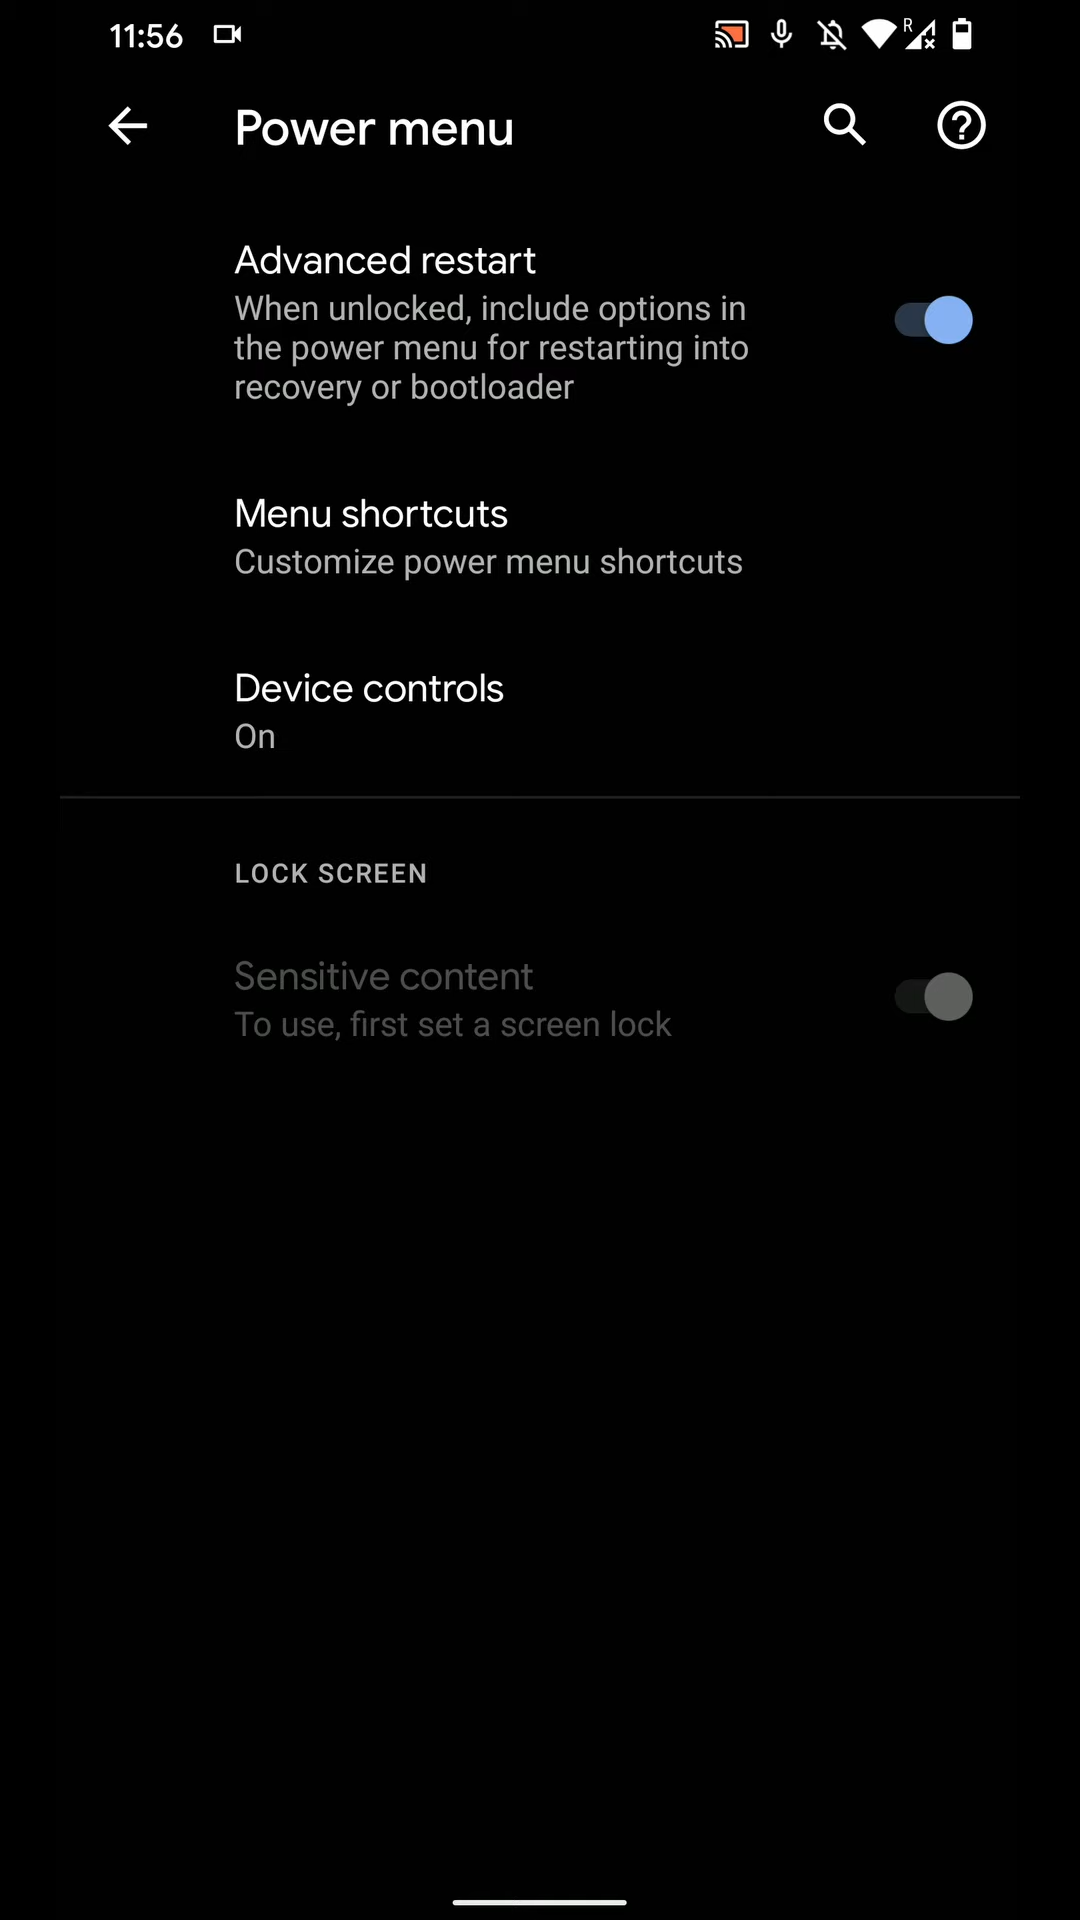 11:56
R
Power menu
Advanced restart
When unlocked, include options in
the power menu for restarting into
recovery or bootloader
Menu shortcuts
Customize power menu shortcuts
Device controls
On
LOCK SCREEN
Sensitive content
To use, first set a screen lock